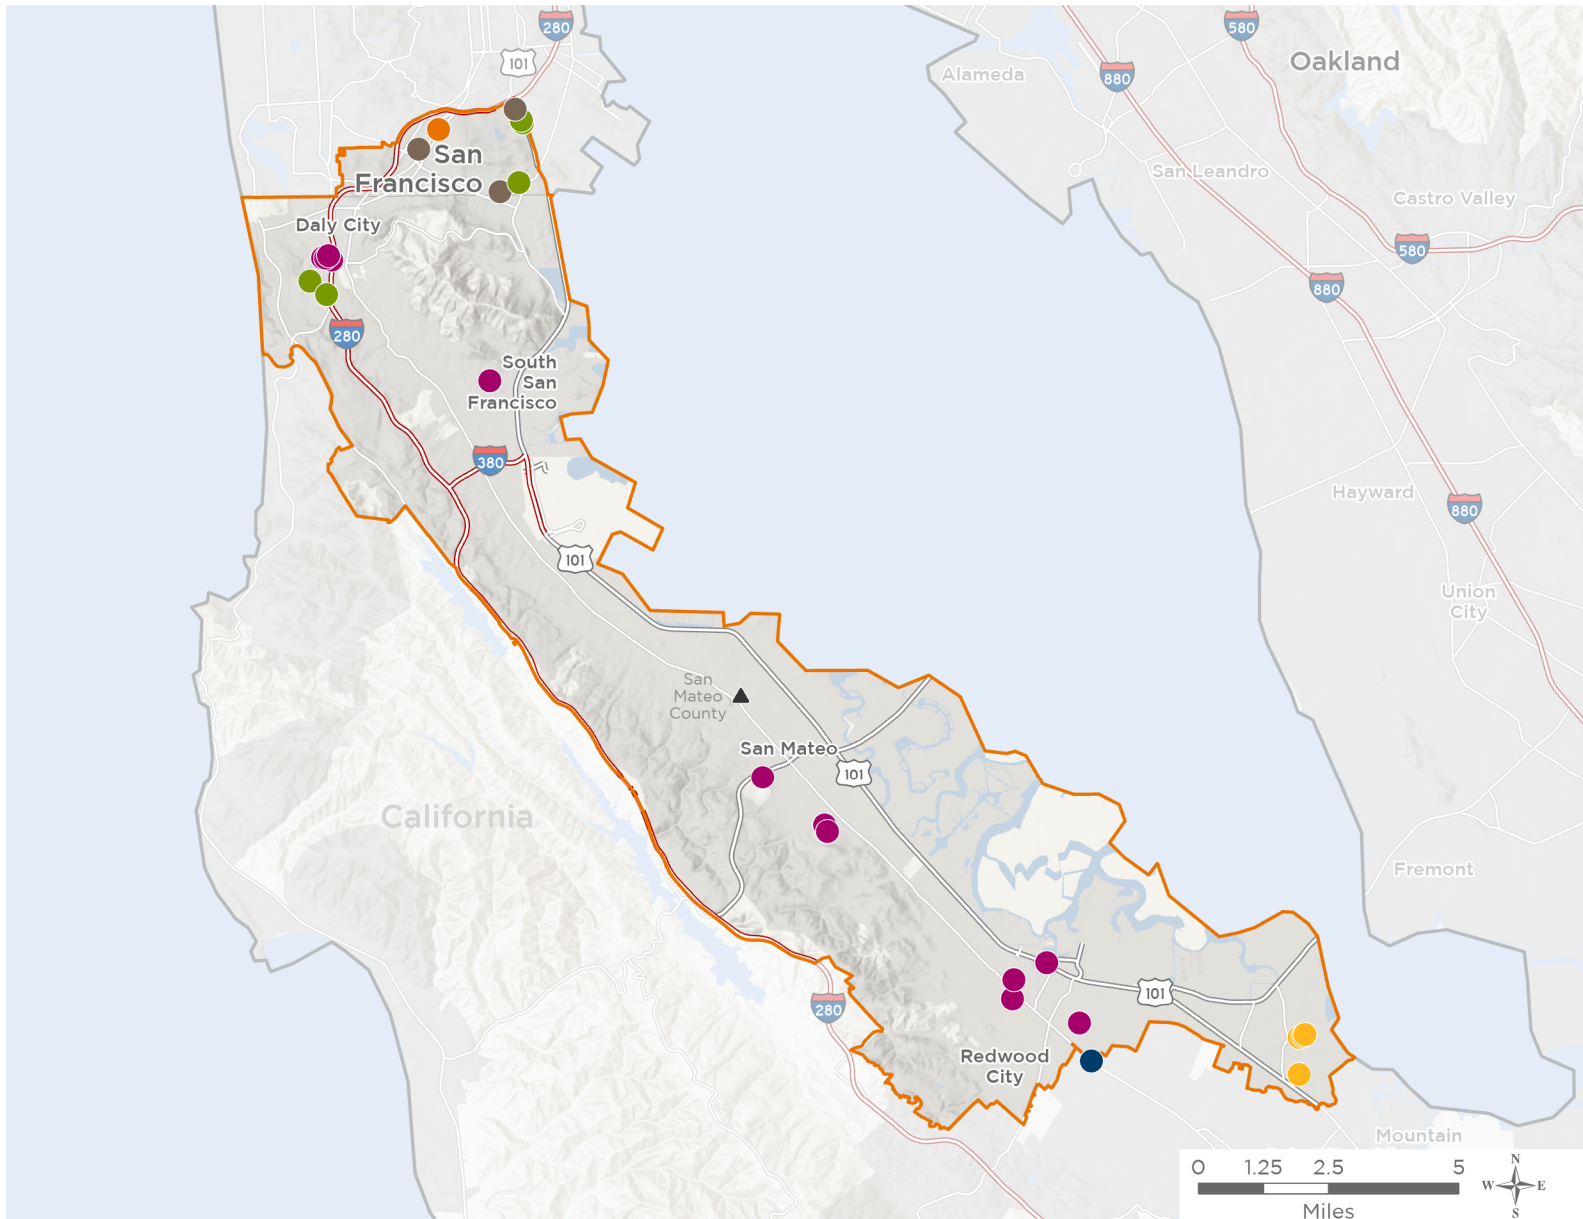 280
580
101
Oakland
Alameda
880
San
Francisco
San Leandro
Castro Valley
Daly City
580
880
280
South
San
Francisco
380
Hayward
880
101
Union
City
San
Mateo
County
San Mateo
101
California
Fremont
101
280
Redwood
City
Mountain
0 1.25 2.5 5
Miles
N
W E
S